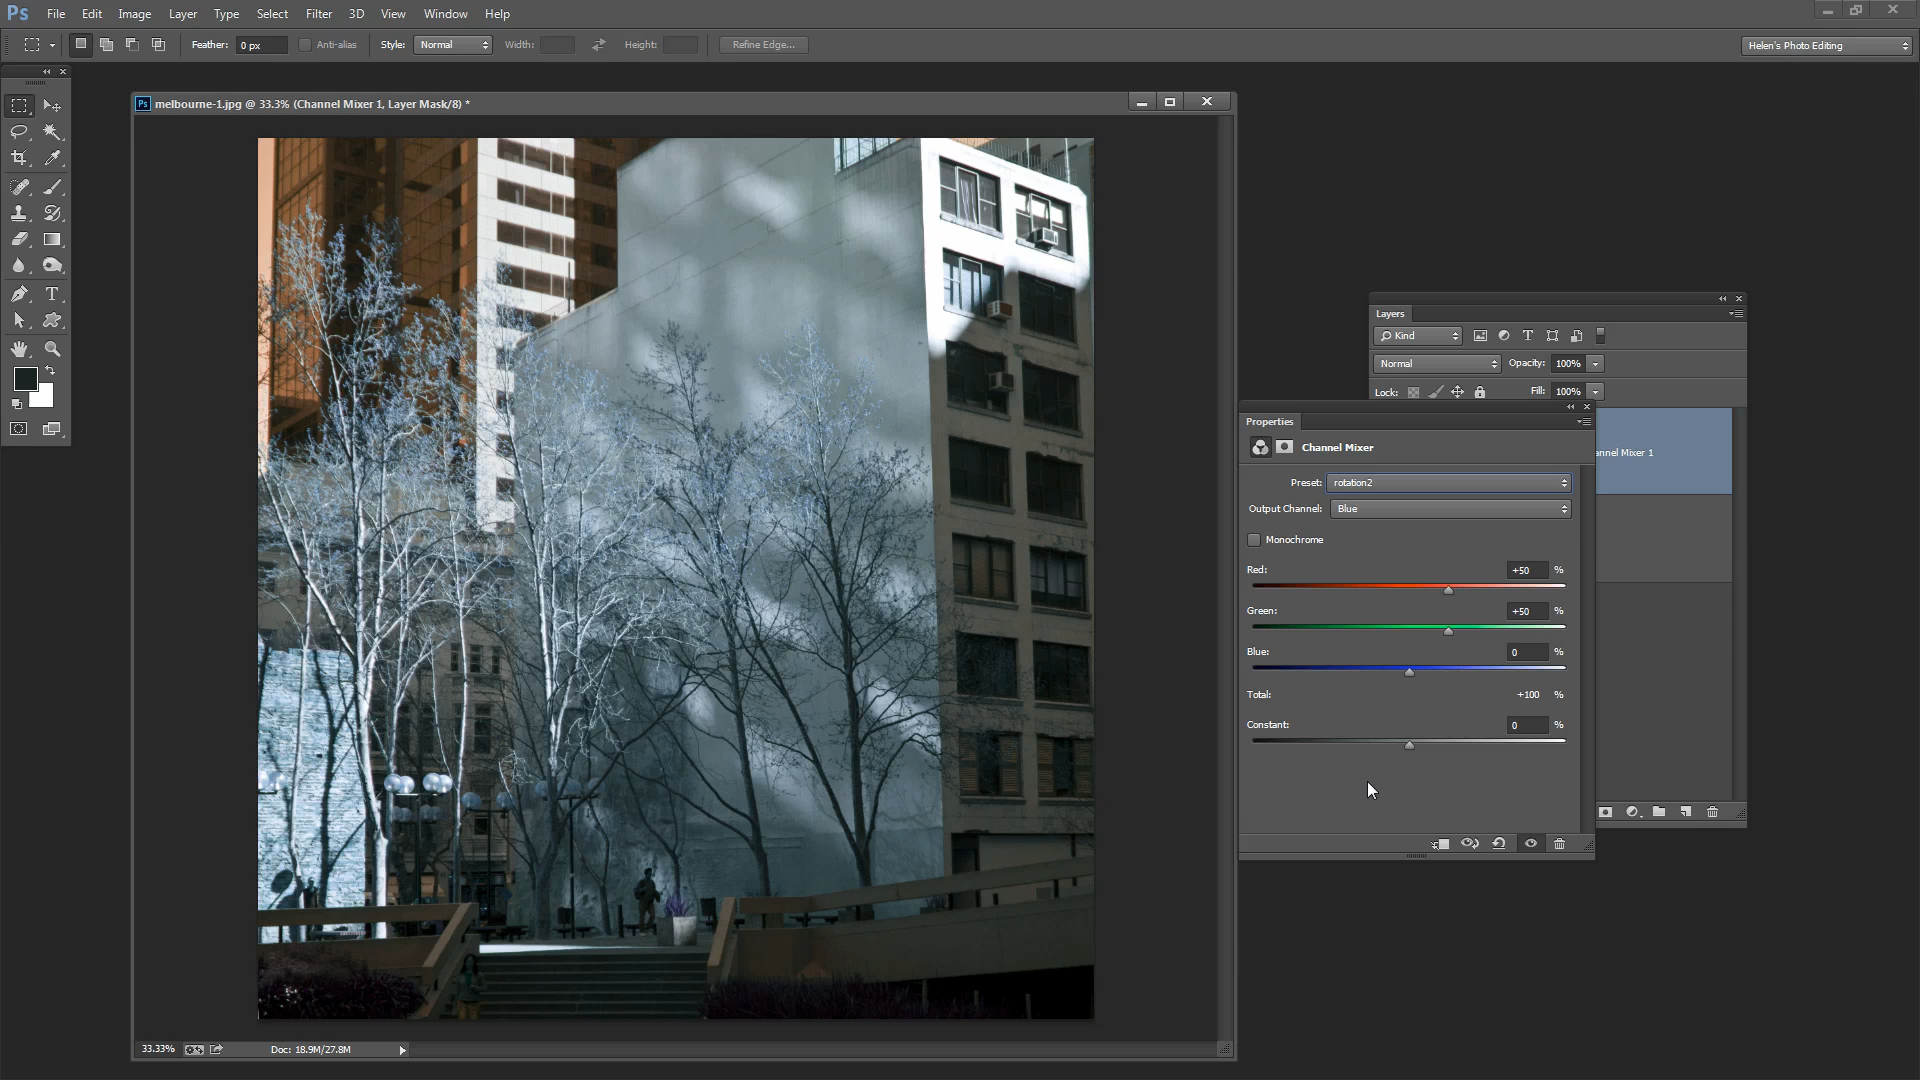 Ps File Edit Image Layer Type Select Filter 3D View Window Help
Feather: 0 px Anti-alias Style: Normal Width: Height: Refine Edge... Helen's Photo Editing
Ps melbourne-1.jpg @ 33.3% (Channel Mixer 1, Layer Mask/8) *
T
Layers
Kind T
Normal Opacity: 100%
Lock: Fill: 100%
Properties
Channel Mixer
annel Mixer 1
Preset: rotation2
Output Channel: Blue
Monochrome
Red: +50 %
Green: +50 %
Blue: 0 %
Total: +100 %
Constant: 0 %
33.33% Doc: 18.9M/27.8M